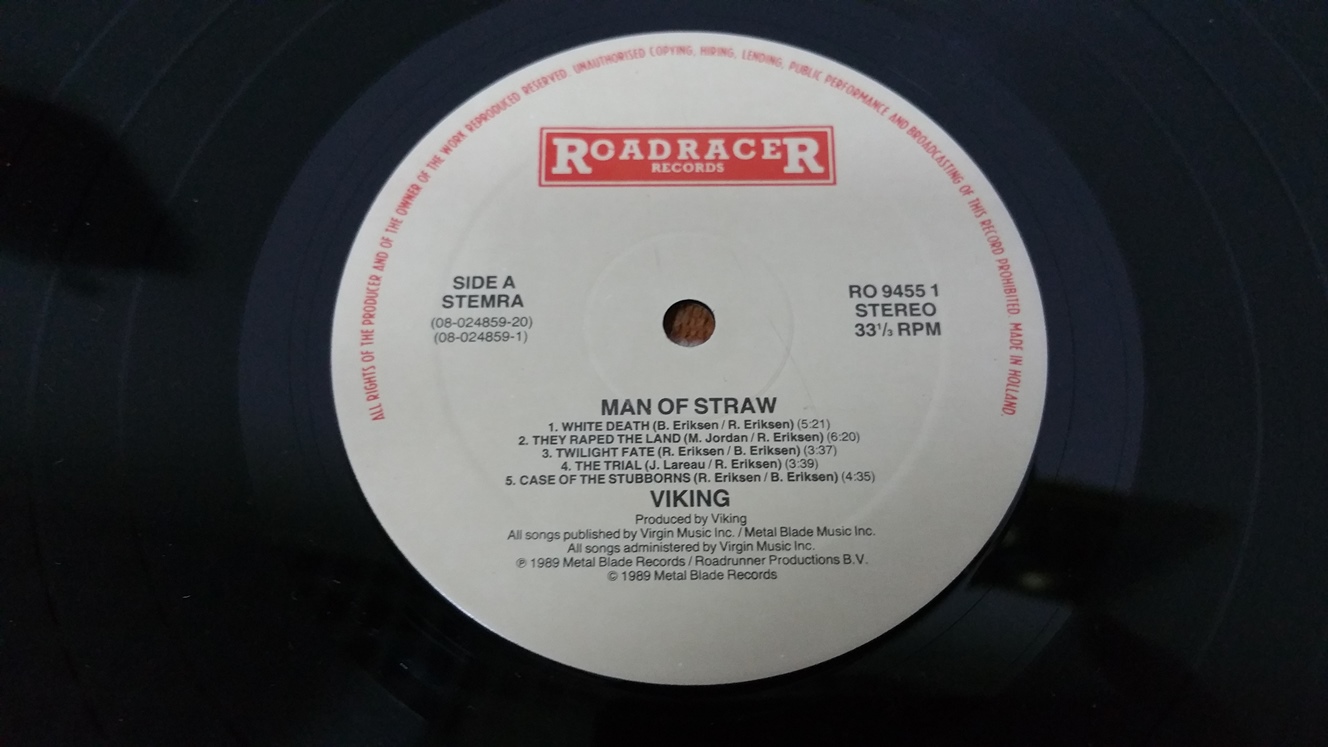 ALL RIGHTS OF THE PRODUCER AND OF THE OWNER OF THE WORK REPRODUCED RESERVED. UNAUTHORISED COPYING, HIRING, LENDING, PUBLIC PERFORMANCE AND BROADCASTING OF THIS RECORD PROHIBITED. MADE IN HOLLAND.
ROADRACER
RECORDS
SIDE A
STEMRA
(08-024859-20)
(08-024859-1)
RO 9455 1
STEREO
33¹/₃ RPM
MAN OF STRAW
1. WHITE DEATH (B. Eriksen / R. Eriksen) (5:21)
2. THEY RAPED THE LAND (M. Jordan / R. Eriksen) (6:20)
3. TWILIGHT FATE (R. Eriksen / B. Eriksen) (3:37)
4. THE TRIAL (J. Lareau / R. Eriksen) (3:39)
5. CASE OF THE STUBBORNS (R. Eriksen / B. Eriksen) (4:35)
VIKING
Produced by Viking
All songs published by Virgin Music Inc. / Metal Blade Music Inc.
All songs administered by Virgin Music Inc.
℗ 1989 Metal Blade Records / Roadrunner Productions B.V.
© 1989 Metal Blade Records